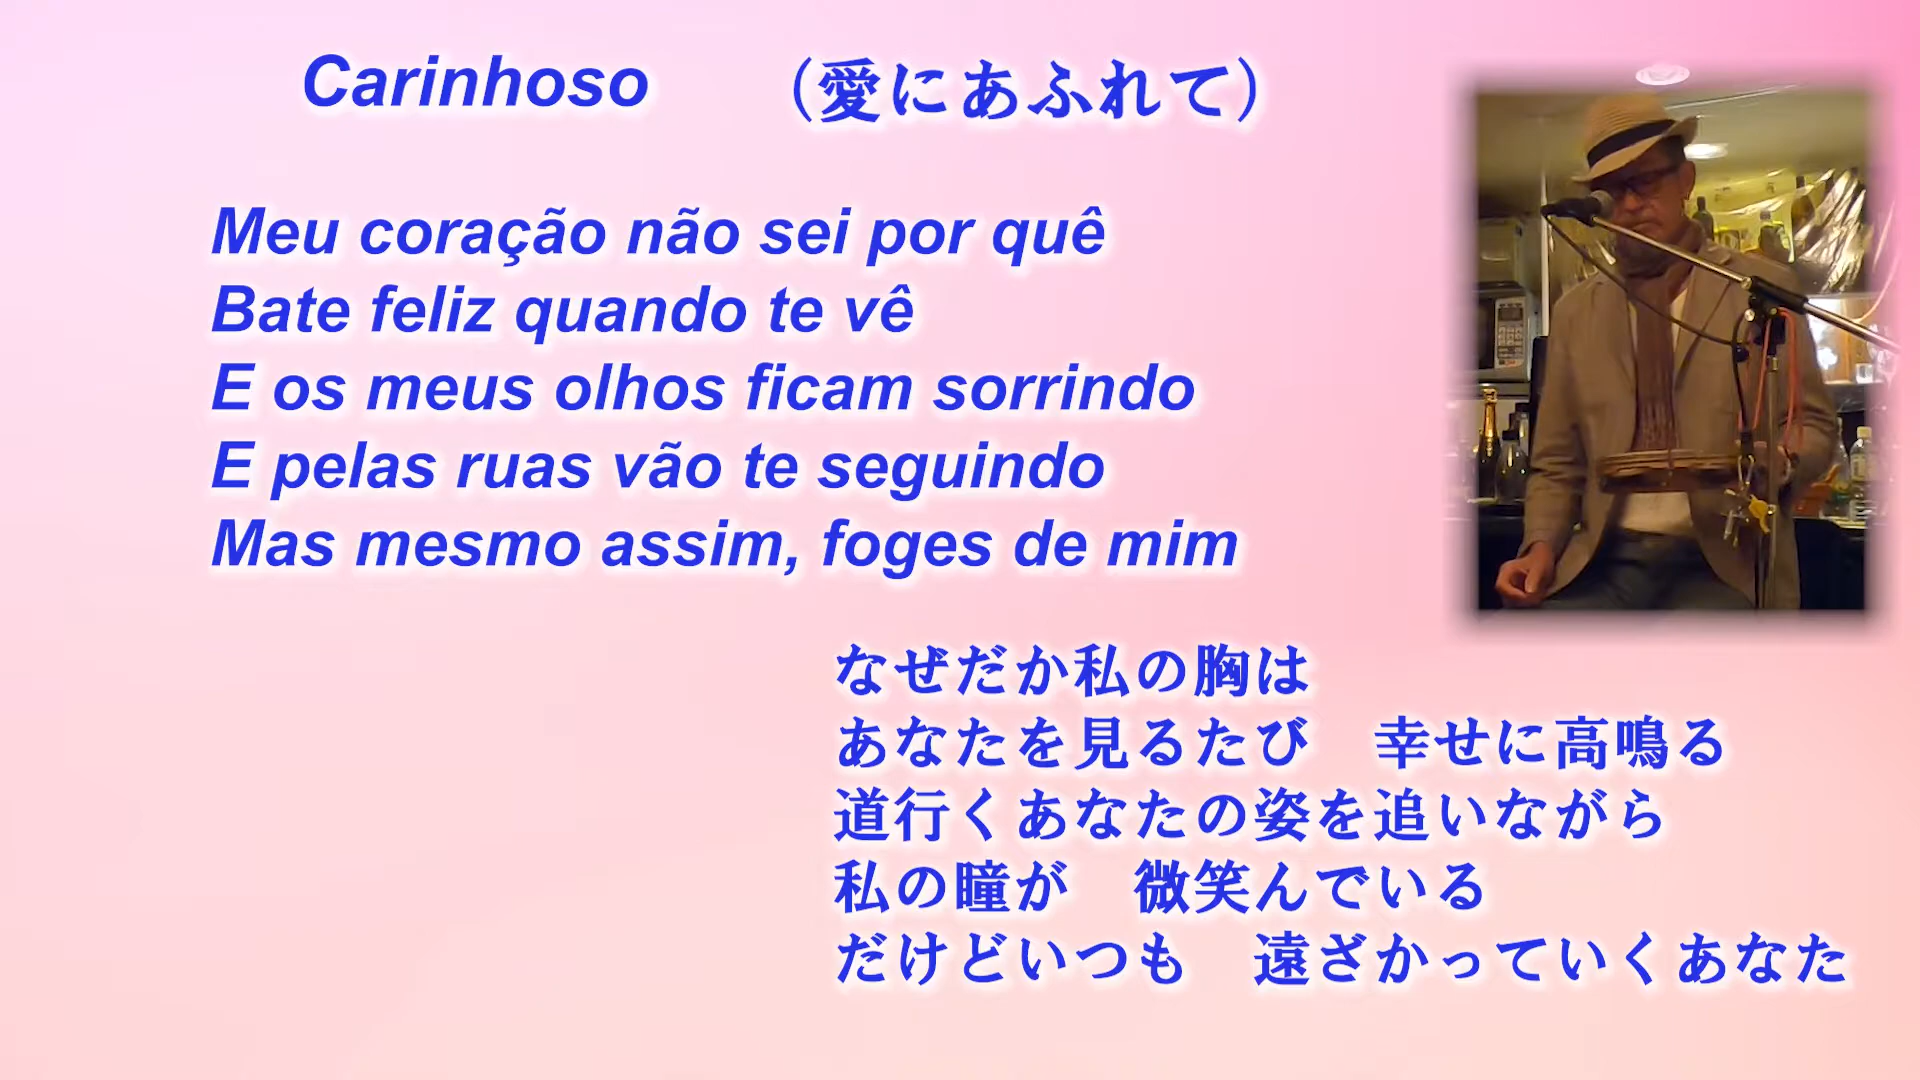 Carinhoso （愛にあふれて）
Meu coração não sei por quê
Bate feliz quando te vê
E os meus olhos ficam sorrindo
E pelas ruas vão te seguindo
Mas mesmo assim, foges de mim
なぜだか私の胸は
あなたを見るたび　幸せに高鳴る
道行くあなたの姿を追いながら
私の瞳が　微笑んでいる
だけどいつも　遠ざかっていくあなた